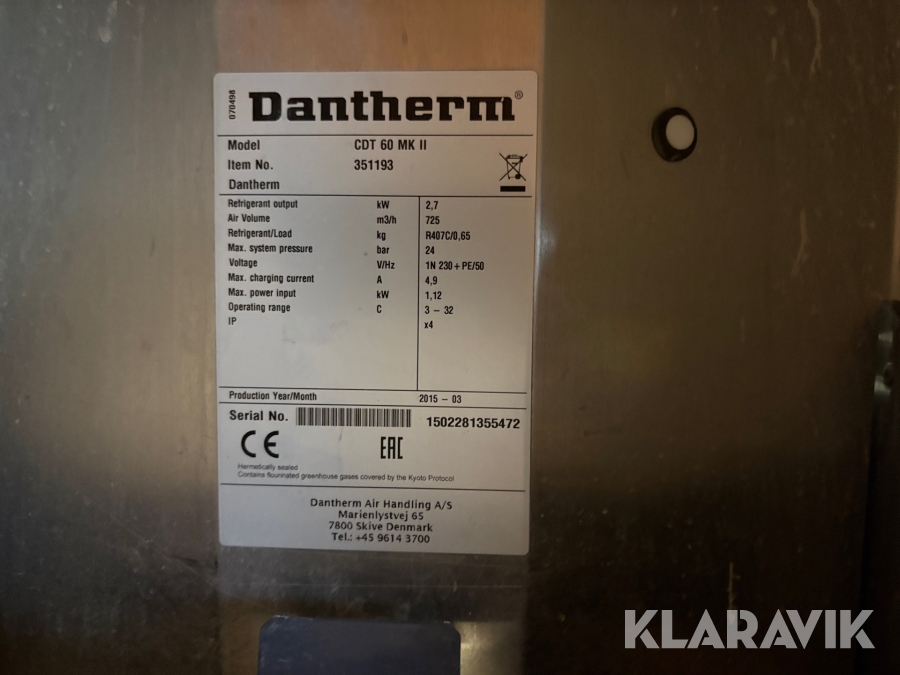 070498
Dantherm®
Model CDT 60 MK II
Item No. 351193
Dantherm
Refrigerant output kW 2,7
Air Volume m3/h 725
Refrigerant/Load kg R407C/0,65
Max. system pressure bar 24
Voltage V/Hz 1N 230 + PE/50
Max. charging current A 4,9
Max. power input kW 1,12
Operating range C 3 - 32
IP x4
Production Year/Month 2015 - 03
Serial No. 1502281355472
CE EAC
Hermetically sealed
Contains flourinated greenhouse gases covered by the Kyoto Protocol
Dantherm Air Handling A/S
Marienlystvej 65
7800 Skive Denmark
Tel.: +45 9614 3700
KLARAVIK